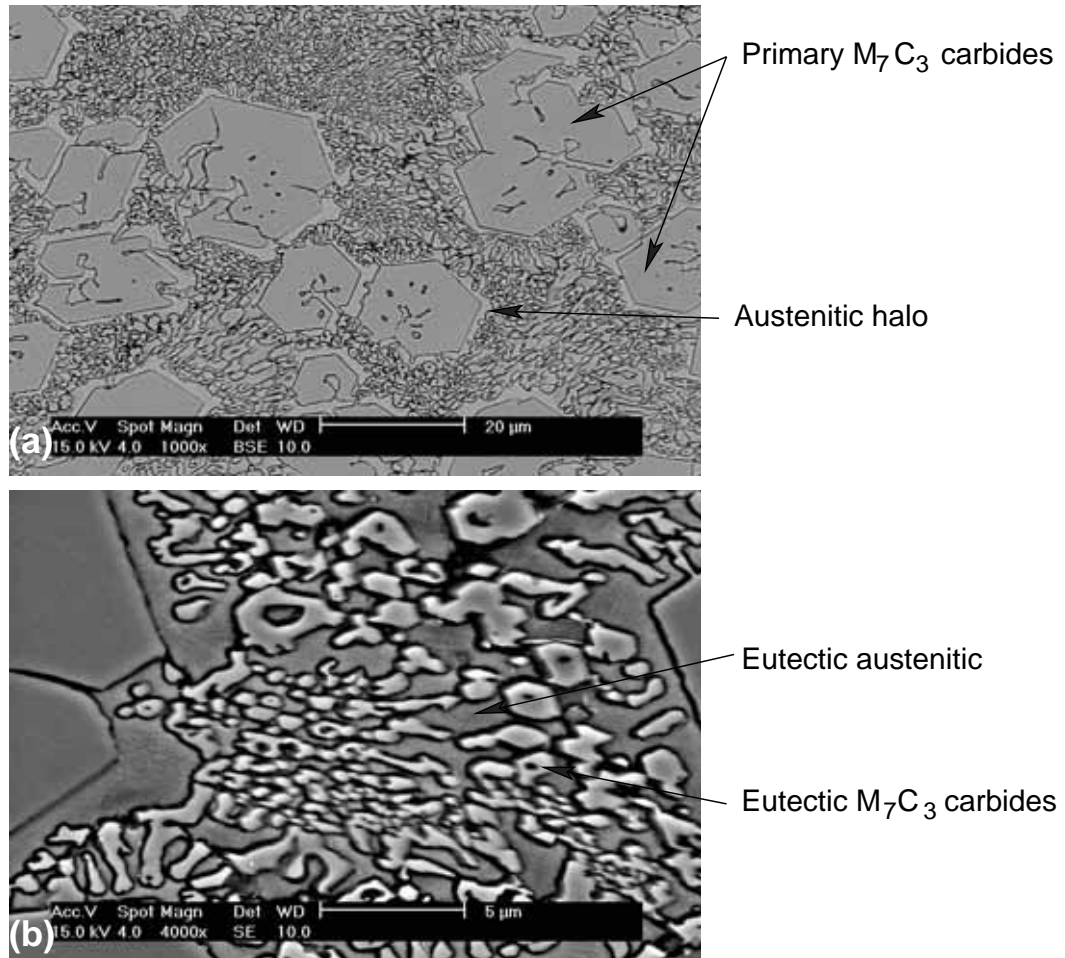 Primary M₇C₃ carbides
Austenitic halo
Acc.V Spot Magn Det WD 20 µm
15.0 kV 4.0 1000x BSE 10.0
(a)
Eutectic austenitic
Eutectic M₇C₃ carbides
Acc.V Spot Magn Det WD 5 µm
15.0 kV 4.0 4000x SE 10.0
(b)